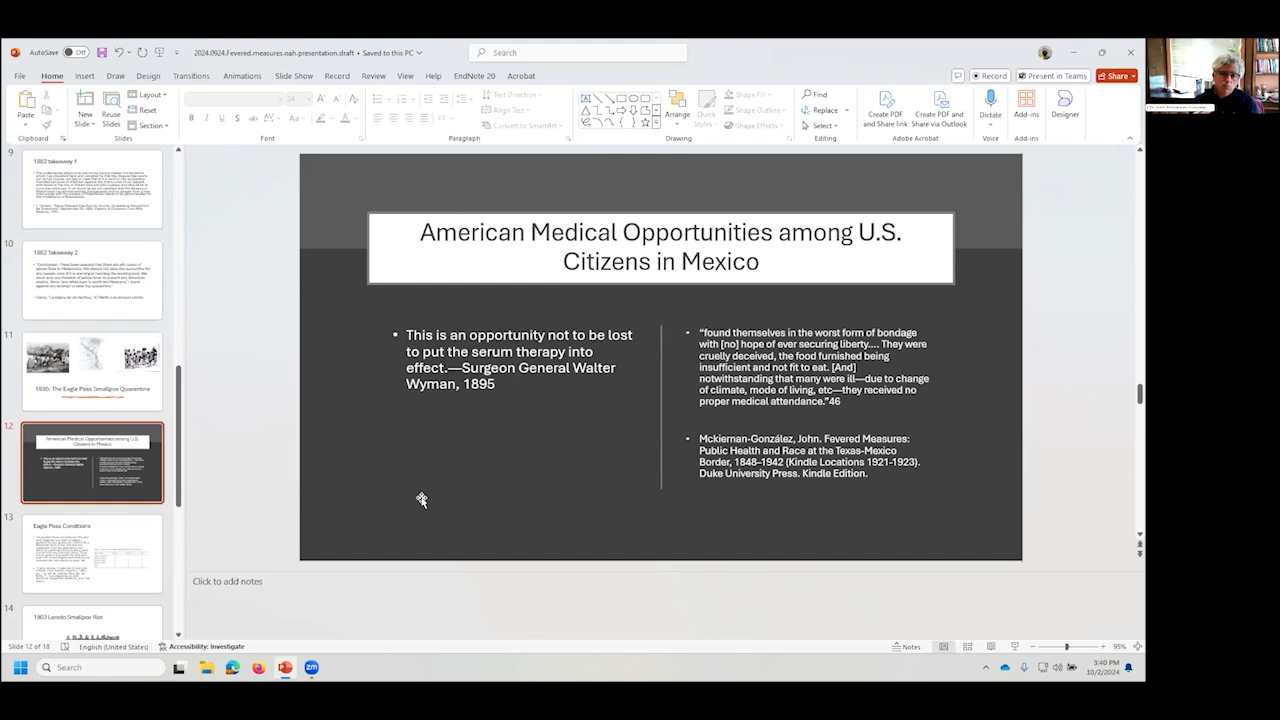 AutoSave Off 2024.0924.Fevered.measures.oah.presentation.draft • Saved to this PC Search
File Home Insert Draw Design Transitions Animations Slide Show Record Review View Help EndNote 20 Acrobat Record Present in Teams Share
Paste New Slide Reuse Slides Layout Reset Section Text Direction Align Text Convert to SmartArt Arrange Quick Styles Shape Fill Shape Outline Shape Effects Find Replace Select Create PDF and Share link Create PDF and Share via Outlook Dictate Add-ins Designer
Clipboard Slides Font Paragraph Drawing Editing Adobe Acrobat Voice Add-ins
9
1882 takeaway 1
10
1882 Takeaway 2
11
1895: The Eagle Pass Smallpox Quarantine
12
American Medical Opportunities among U.S.
Citizens in Mexico
13
Eagle Pass Conditions
14
1903 Laredo Smallpox Riot
American Medical Opportunities among U.S.
Citizens in Mexico
• This is an opportunity not to be lost
to put the serum therapy into
effect.—Surgeon General Walter
Wyman, 1895
• “found themselves in the worst form of bondage
with [no] hope of ever securing liberty.... They were
cruelly deceived, the food furnished being
insufficient and not fit to eat. [And]
notwithstanding that many were ill—due to change
of climate, mode of living, etc—they received no
proper medical attendance.”46
• Mckiernan-González, John. Fevered Measures:
Public Health and Race at the Texas-Mexico
Border, 1848–1942 (Kindle Locations 1921-1923).
Duke University Press. Kindle Edition.
Click to add notes
Slide 12 of 18 English (United States) Accessibility: Investigate Notes 95%
Search zm 3:40 PM
10/2/2024